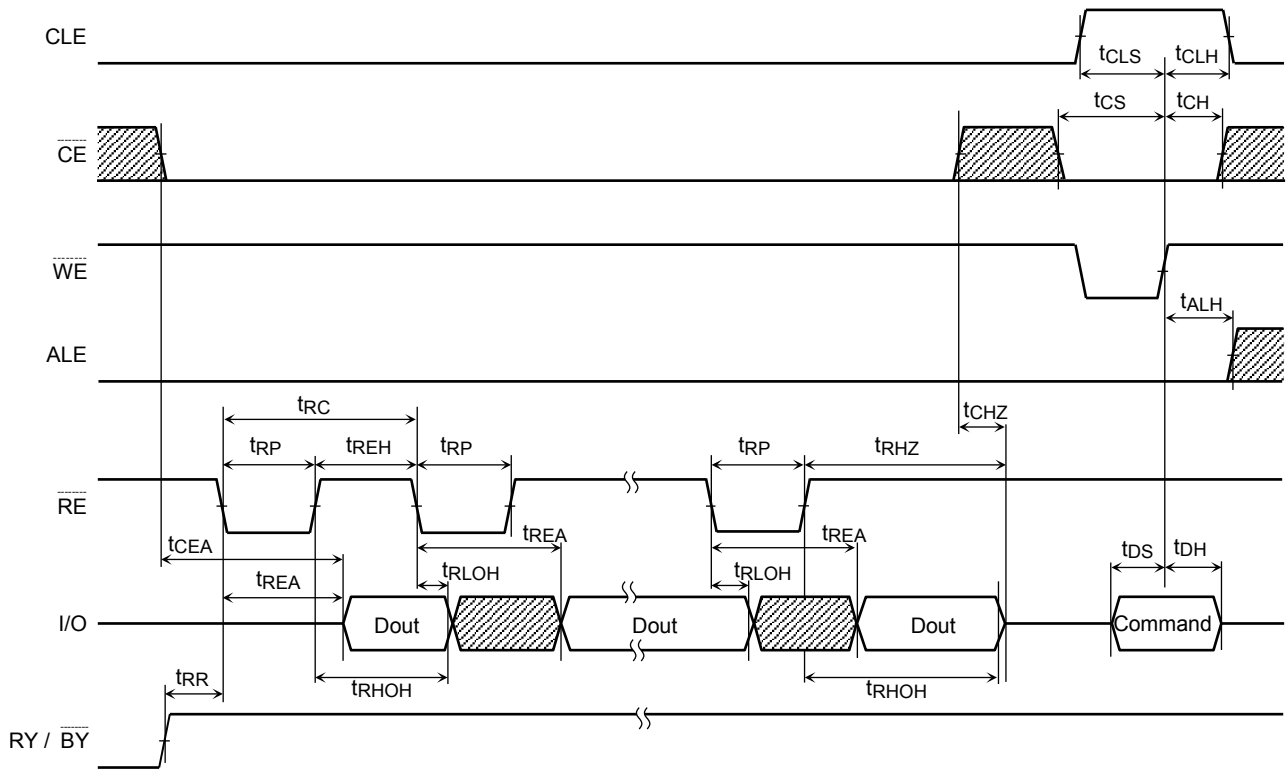 CLE
tCLS tCLH
tCS tCH
CE
WE
tALH
ALE
tRC
tCHZ
tRP tREH tRP tRP tRHZ
RE
tCEA tREA tREA tDS tDH
tREA tRLOH tRLOH
I/O Dout Dout Dout Command
tRR tRHOH tRHOH
RY / BY